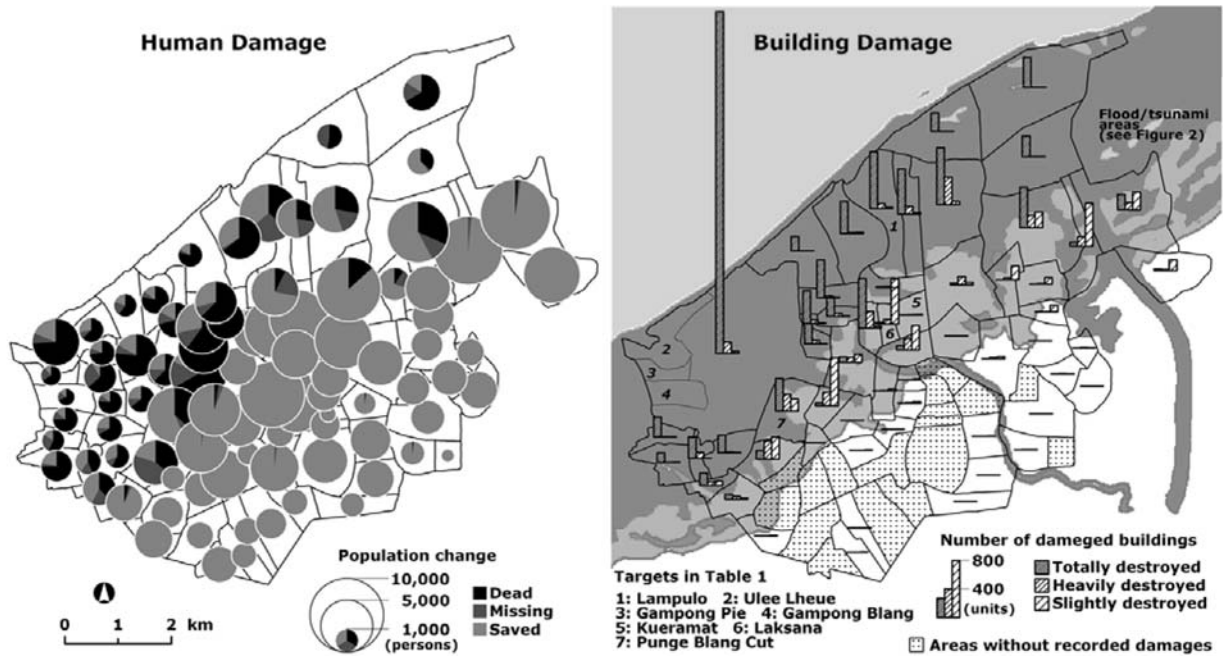 Human Damage
Population change
10,000
5,000
1,000
(persons)
Dead
Missing
Saved
0 1 2 km
Building Damage
Flood/tsunami
areas
(see Figure 2)
1
2
3
4
5
6
7
Targets in Table 1
1: Lampulo 2: Ulee Lheue
3: Gampong Pie 4: Gampong Blang
5: Kueramat 6: Laksana
7: Punge Blang Cut
Number of dameged buildings
800
400
(units)
Totally destroyed
Heavily destroyed
Slightly destroyed
Areas without recorded damages